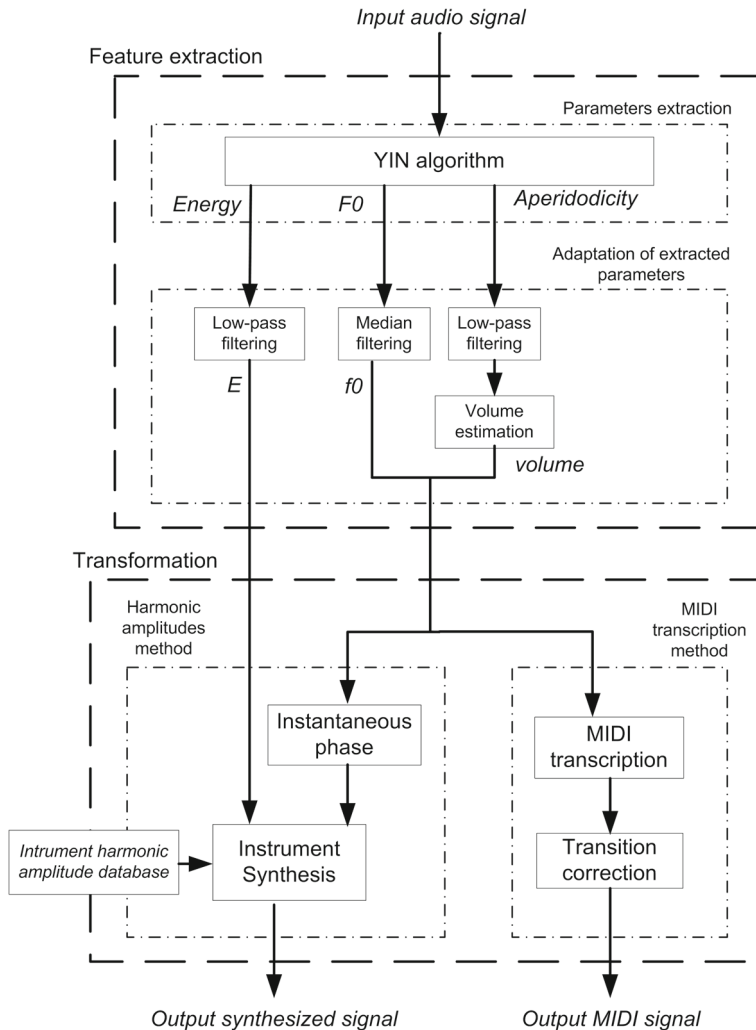 Input audio signal
Feature extraction
Parameters extraction
YIN algorithm
Energy
F0
Aperidodicity
Adaptation of extracted
parameters
Low-pass
filtering
Median
filtering
Low-pass
filtering
E
f0
Volume
estimation
volume
Transformation
Harmonic
amplitudes
method
MIDI
transcription
method
Instantaneous
phase
MIDI
transcription
Intrument harmonic
amplitude database
Instrument
Synthesis
Transition
correction
Output synthesized signal
Output MIDI signal